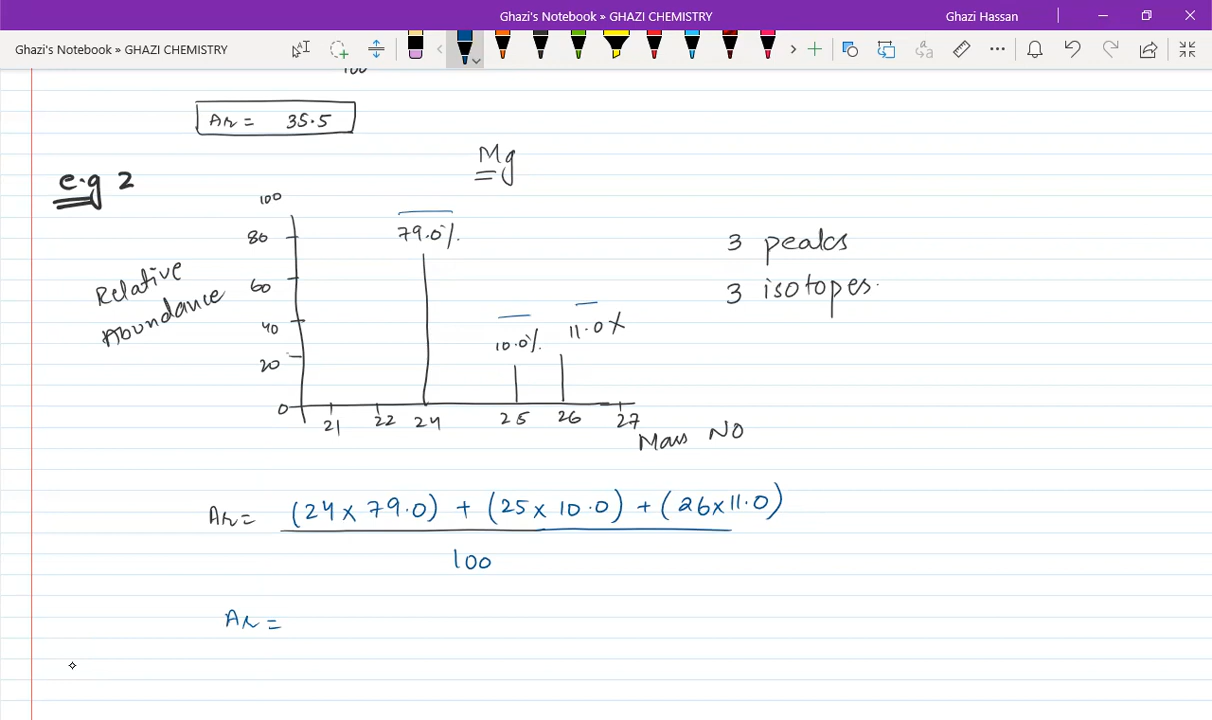 Ghazi's Notebook » GHAZI CHEMISTRY
Ghazi Hassan
Ghazi's Notebook » GHAZI CHEMISTRY
100
Ar = 35.5
e.g 2
Mg
100
80
60
40
20
0
Relative
Abundance
79.0%.
10.0%.
11.0%
21 22 24 25 26 27
Mass NO
3 peaks
3 isotopes.
Ar = (24 x 79.0) + (25 x 10.0) + (26 x 11.0)
100
Ar =